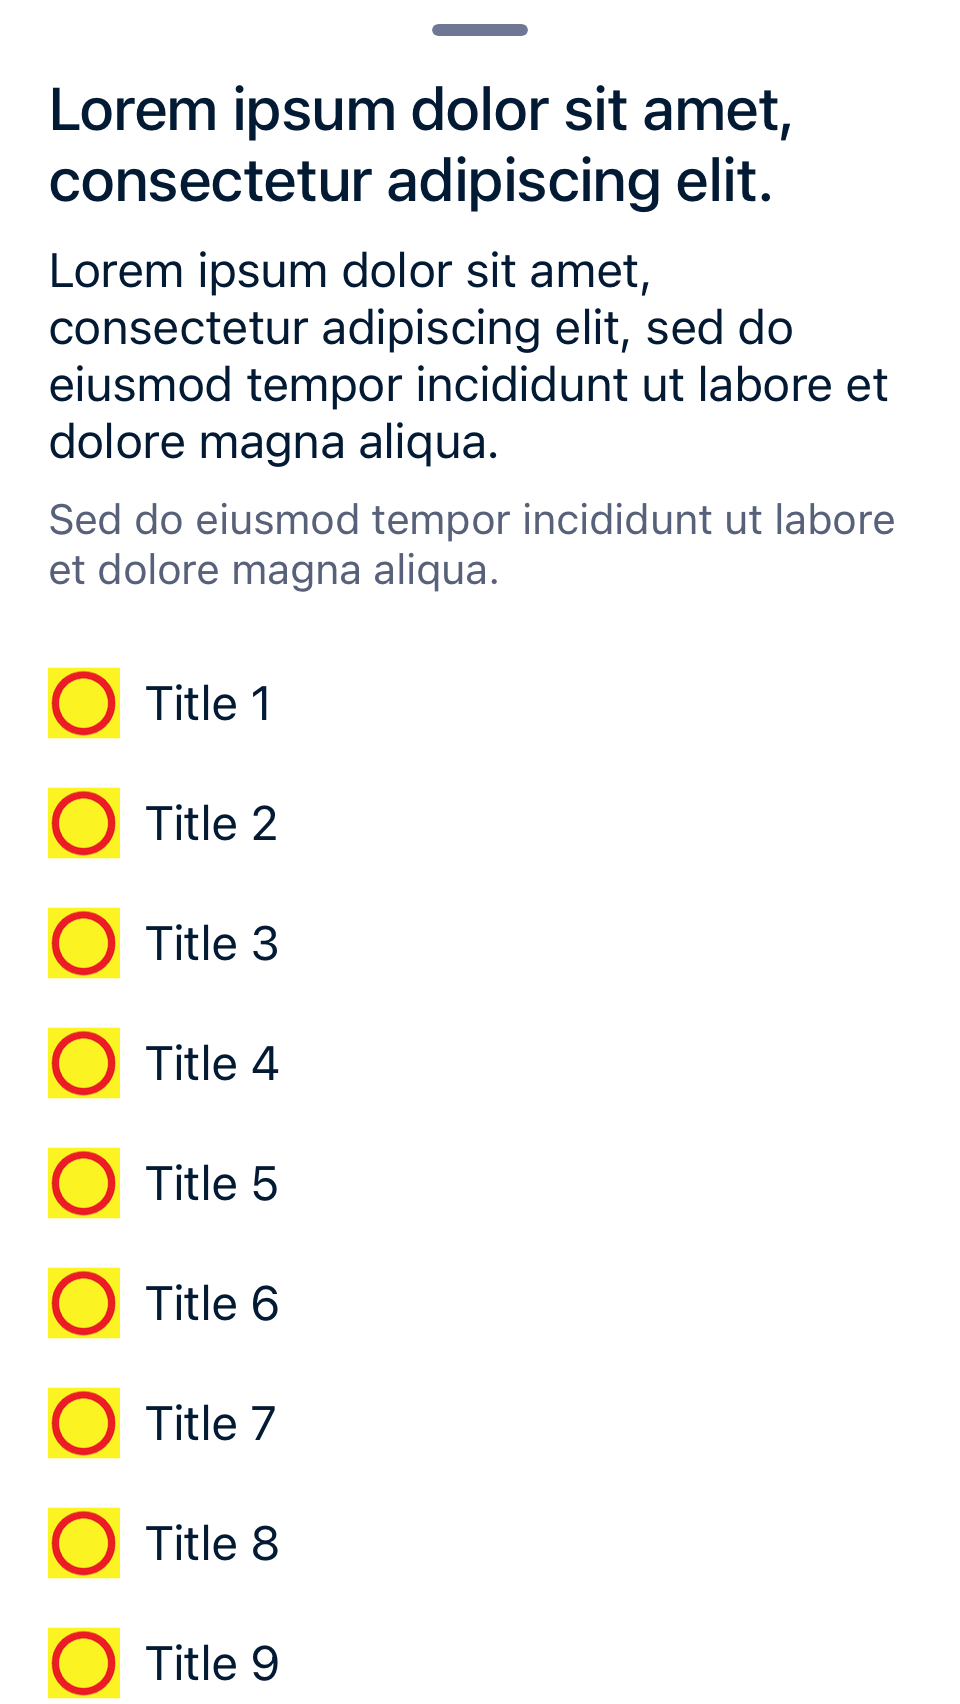 Lorem ipsum dolor sit amet,
consectetur adipiscing elit.
Lorem ipsum dolor sit amet,
consectetur adipiscing elit, sed do
eiusmod tempor incididunt ut labore et
dolore magna aliqua.
Sed do eiusmod tempor incididunt ut labore
et dolore magna aliqua.
Title 1
Title 2
Title 3
Title 4
Title 5
Title 6
Title 7
Title 8
Title 9